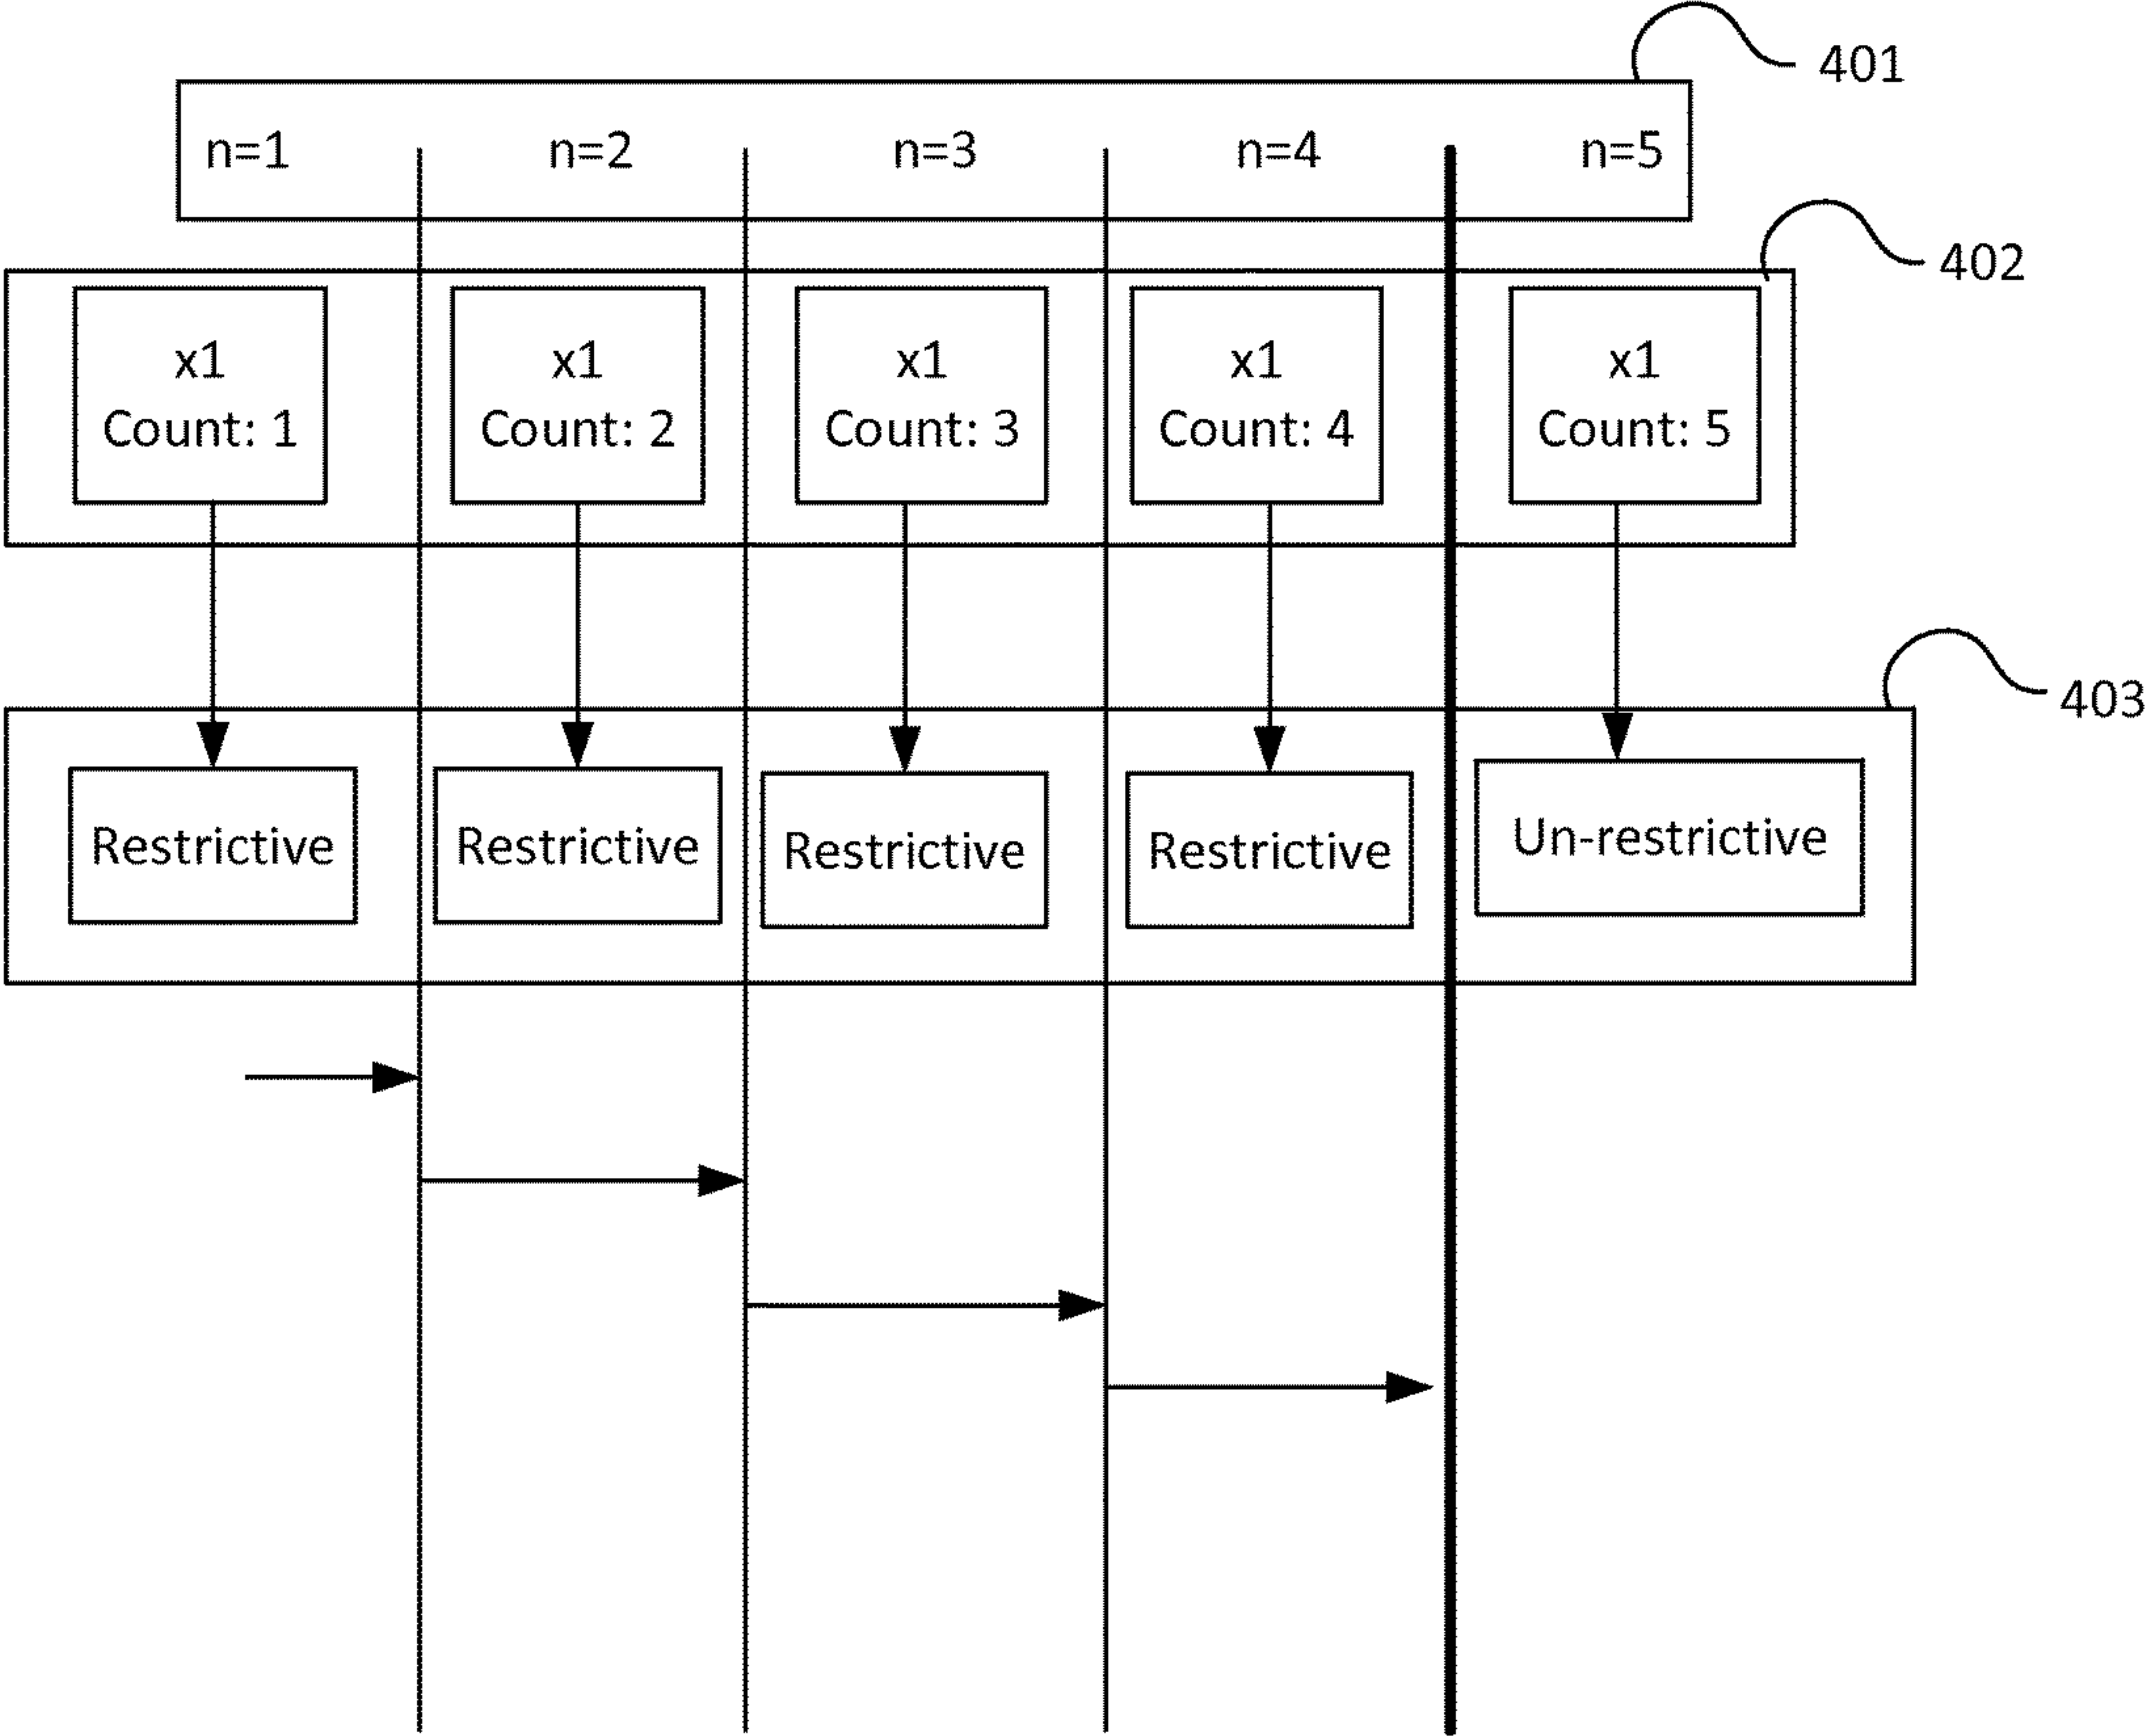 401
n=1 n=2 n=3 n=4 n=5
402
x1 x1 x1 x1 x1
Count: 1 Count: 2 Count: 3 Count: 4 Count: 5
403
Restrictive Restrictive Restrictive Restrictive Un-restrictive